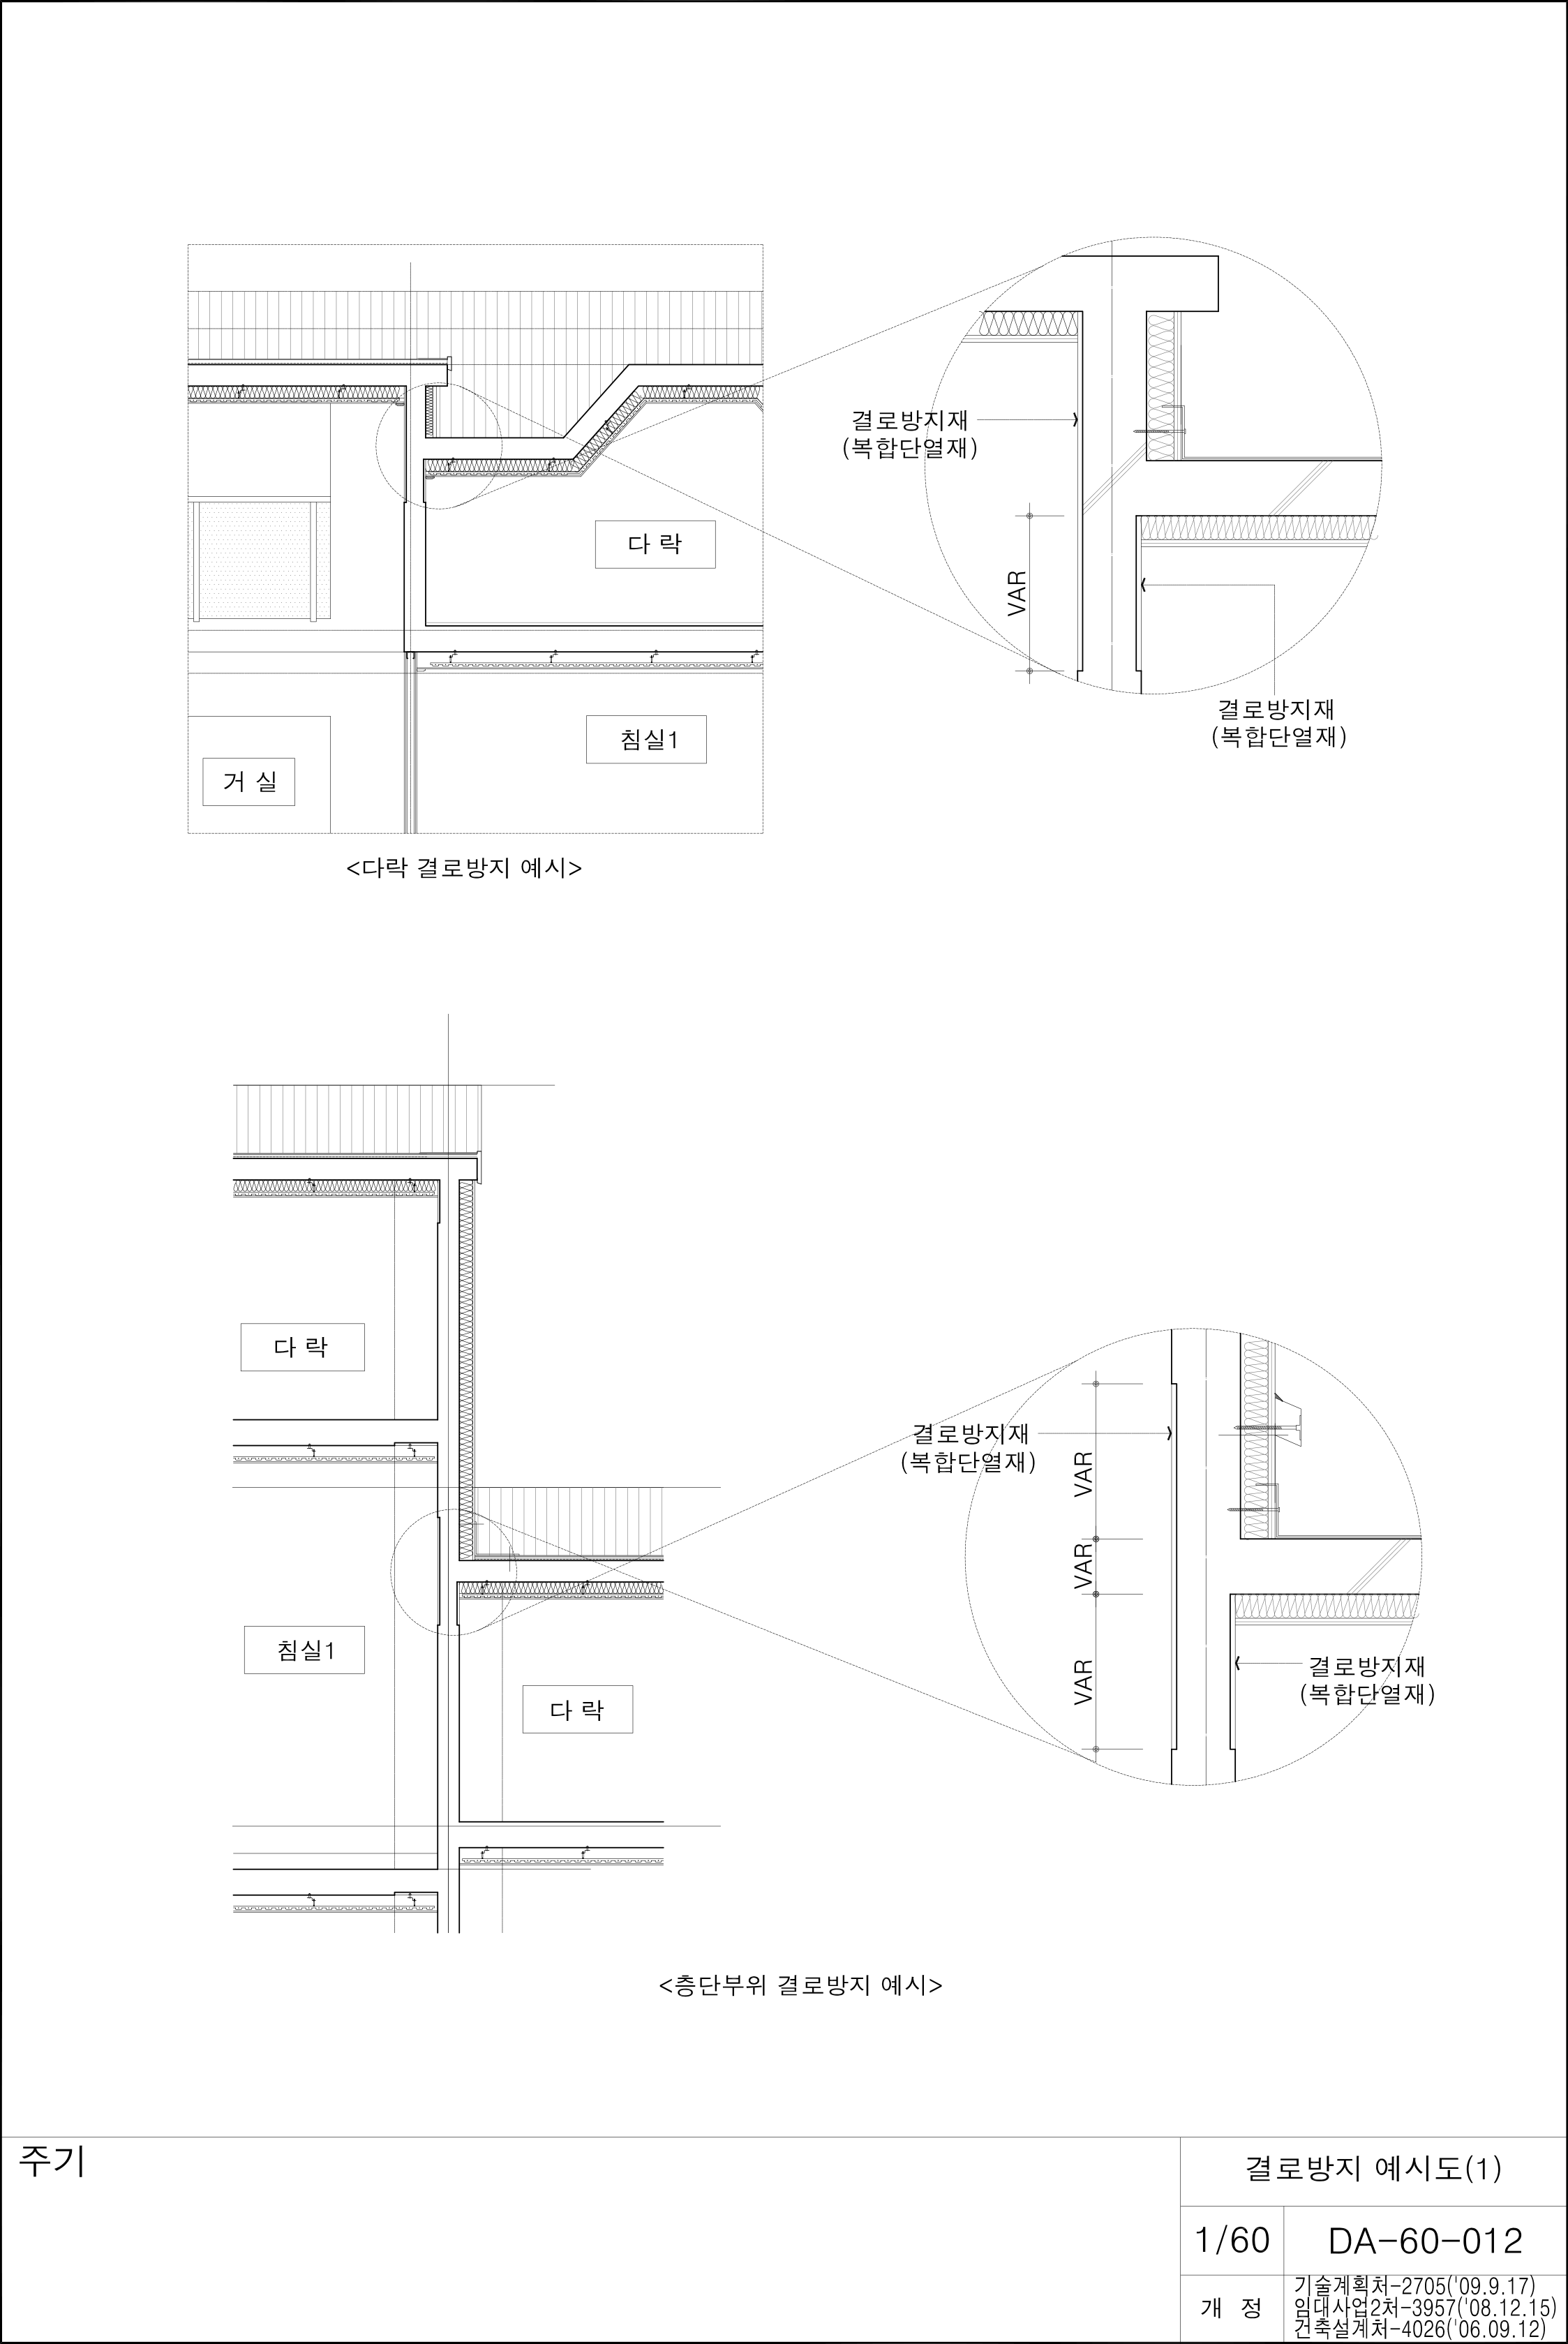 결로방지재
(복합단열재)
다 락
VAR
결로방지재
(복합단열재)
침실1
거 실
<다락 결로방지 예시>
다 락
결로방지재
(복합단열재)
VAR
VAR
침실1
VAR
결로방지재
(복합단열재)
다 락
<층단부위 결로방지 예시>
주기
결로방지 예시도(1)
1/60
DA-60-012
개 정
기술계획처-2705('09.9.17)
임대사업2처-3957('08.12.15)
건축설계처-4026('06.09.12)